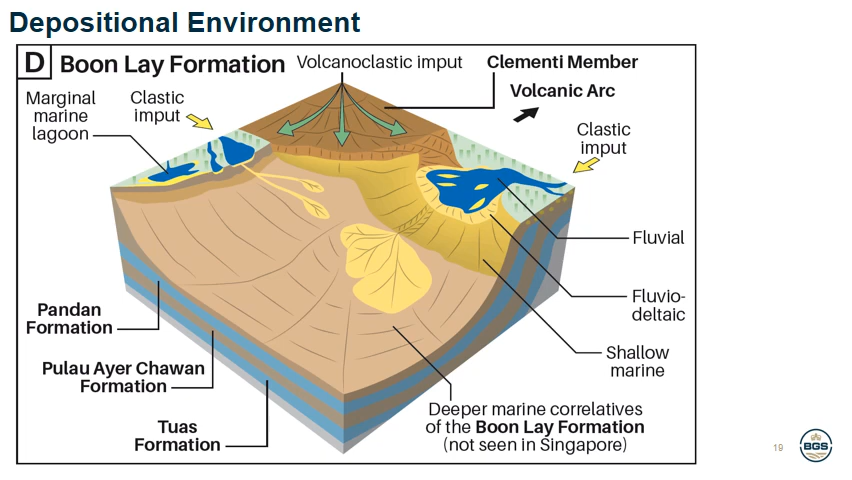 Depositional Environment
D Boon Lay Formation
Volcanoclastic imput
Clementi Member
Volcanic Arc
Marginal
marine
lagoon
Clastic
imput
Clastic
imput
Fluvial
Fluvio-
deltaic
Shallow
marine
Pandan
Formation
Pulau Ayer Chawan
Formation
Tuas
Formation
Deeper marine correlatives
of the Boon Lay Formation
(not seen in Singapore)
19
BGS